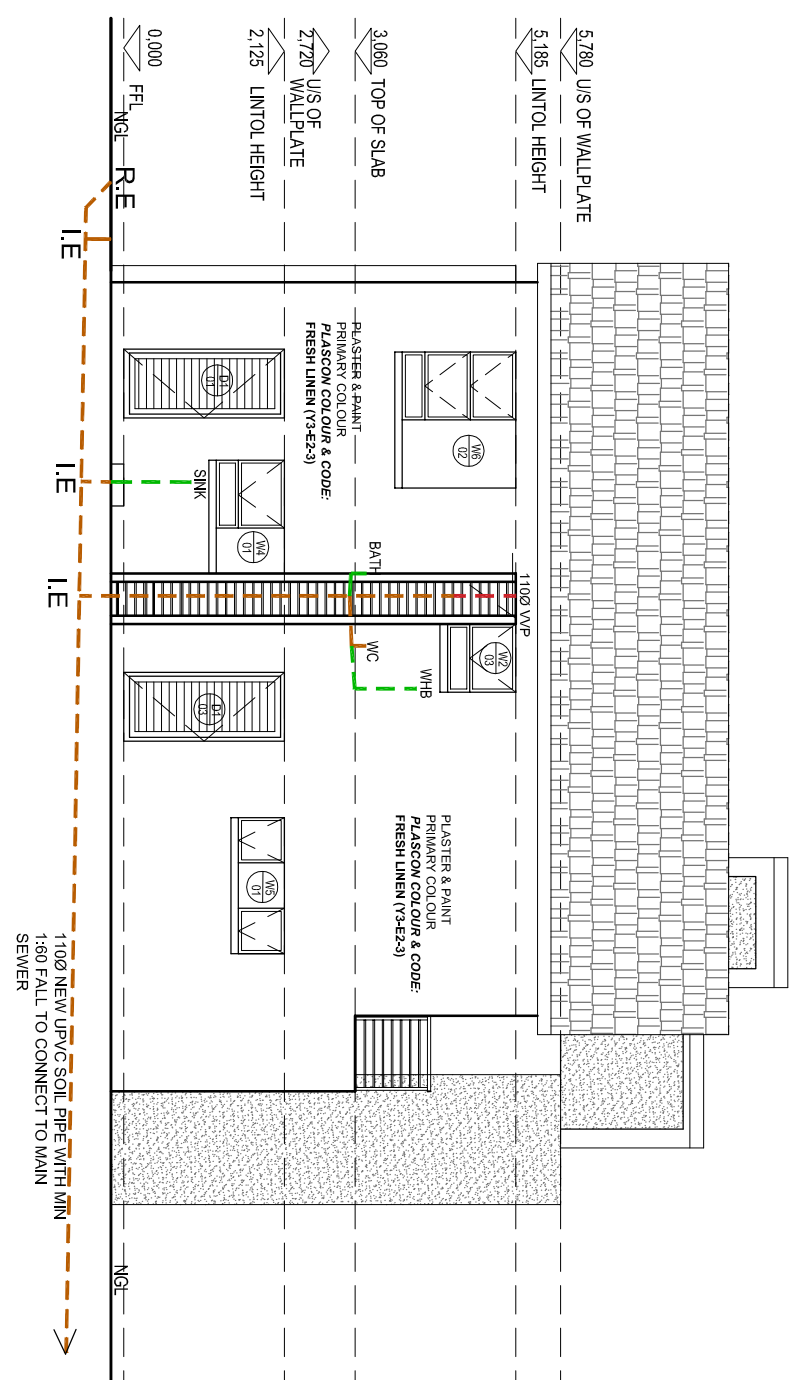 5,780 U/S OF WALLPLATE
5,185 LINTOL HEIGHT
3,060 TOP OF SLAB
2,720 U/S OF
WALLPLATE
2,125 LINTOL HEIGHT
0,000 FFL
NGL
R.E
I.E
I.E
I.E
PLASTER & PAINT
PRIMARY COLOUR
PLASCON COLOUR & CODE:
FRESH LINEN (Y3-E2-3)
W6
02
D1
01
SINK
W4
01
BATH
110Ø VVP
WC
WHB
W2
03
D1
03
W5
01
PLASTER & PAINT
PRIMARY COLOUR
PLASCON COLOUR & CODE:
FRESH LINEN (Y3-E2-3)
110Ø NEW UPVC SOIL PIPE WITH MIN
1:60 FALL TO CONNECT TO MAIN
SEWER
NGL